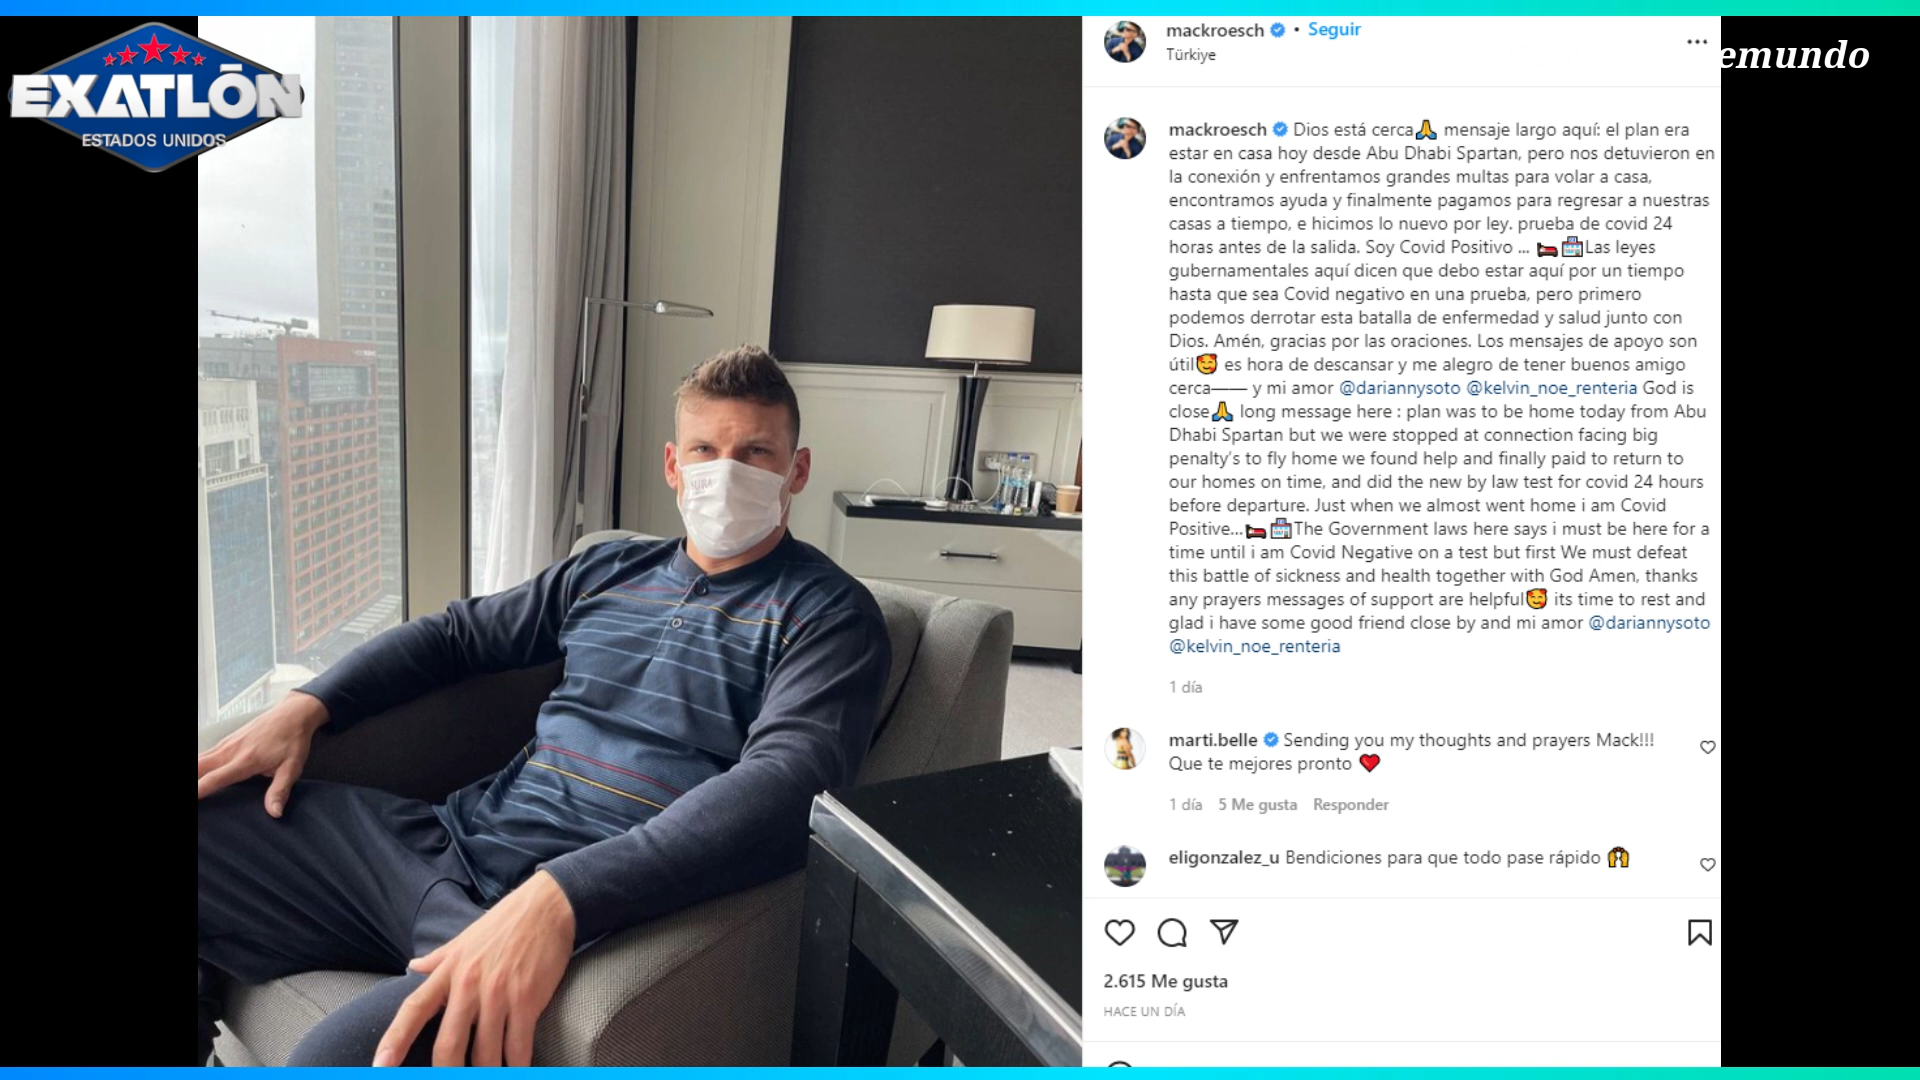 EXATLÓN
ESTADOS UNIDOS
emundo
mackroesch • Seguir
Türkiye
mackroesch Dios está cerca🙏 mensaje largo aquí: el plan era
estar en casa hoy desde Abu Dhabi Spartan, pero nos detuvieron en
la conexión y enfrentamos grandes multas para volar a casa,
encontramos ayuda y finalmente pagamos para regresar a nuestras
casas a tiempo, e hicimos lo nuevo por ley. prueba de covid 24
horas antes de la salida. Soy Covid Positivo ... 🛌🏥Las leyes
gubernamentales aquí dicen que debo estar aquí por un tiempo
hasta que sea Covid negativo en una prueba, pero primero
podemos derrotar esta batalla de enfermedad y salud junto con
Dios. Amén, gracias por las oraciones. Los mensajes de apoyo son
útil🥰 es hora de descansar y me alegro de tener buenos amigo
cerca—— y mi amor @dariannysoto @kelvin_noe_renteria God is
close🙏 long message here : plan was to be home today from Abu
Dhabi Spartan but we were stopped at connection facing big
penalty's to fly home we found help and finally paid to return to
our homes on time, and did the new by law test for covid 24 hours
before departure. Just when we almost went home i am Covid
Positive...🛌🏥The Government laws here says i must be here for a
time until i am Covid Negative on a test but first We must defeat
this battle of sickness and health together with God Amen, thanks
any prayers messages of support are helpful🥰 its time to rest and
glad i have some good friend close by and mi amor @dariannysoto
@kelvin_noe_renteria
1 día
marti.belle Sending you my thoughts and prayers Mack!!!
Que te mejores pronto ❤️
1 día 5 Me gusta Responder
eligonzalez_u Bendiciones para que todo pase rápido 🙌
2.615 Me gusta
HACE UN DÍA